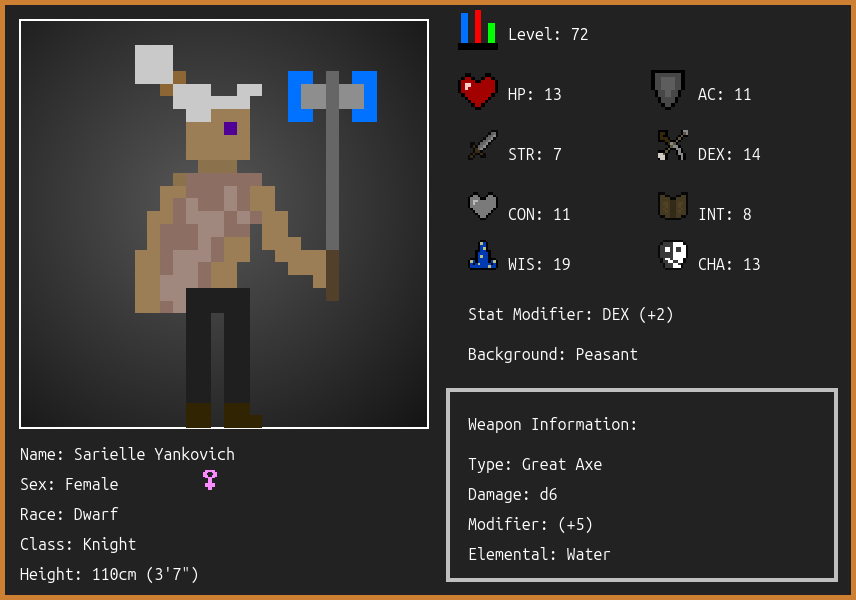 Level: 72
HP: 13
AC: 11
STR: 7
DEX: 14
CON: 11
INT: 8
WIS: 19
CHA: 13
Stat Modifier: DEX (+2)
Background: Peasant
Weapon Information:
Type: Great Axe
Damage: d6
Modifier: (+5)
Elemental: Water
Name: Sarielle Yankovich
Sex: Female
Race: Dwarf
Class: Knight
Height: 110cm (3'7")